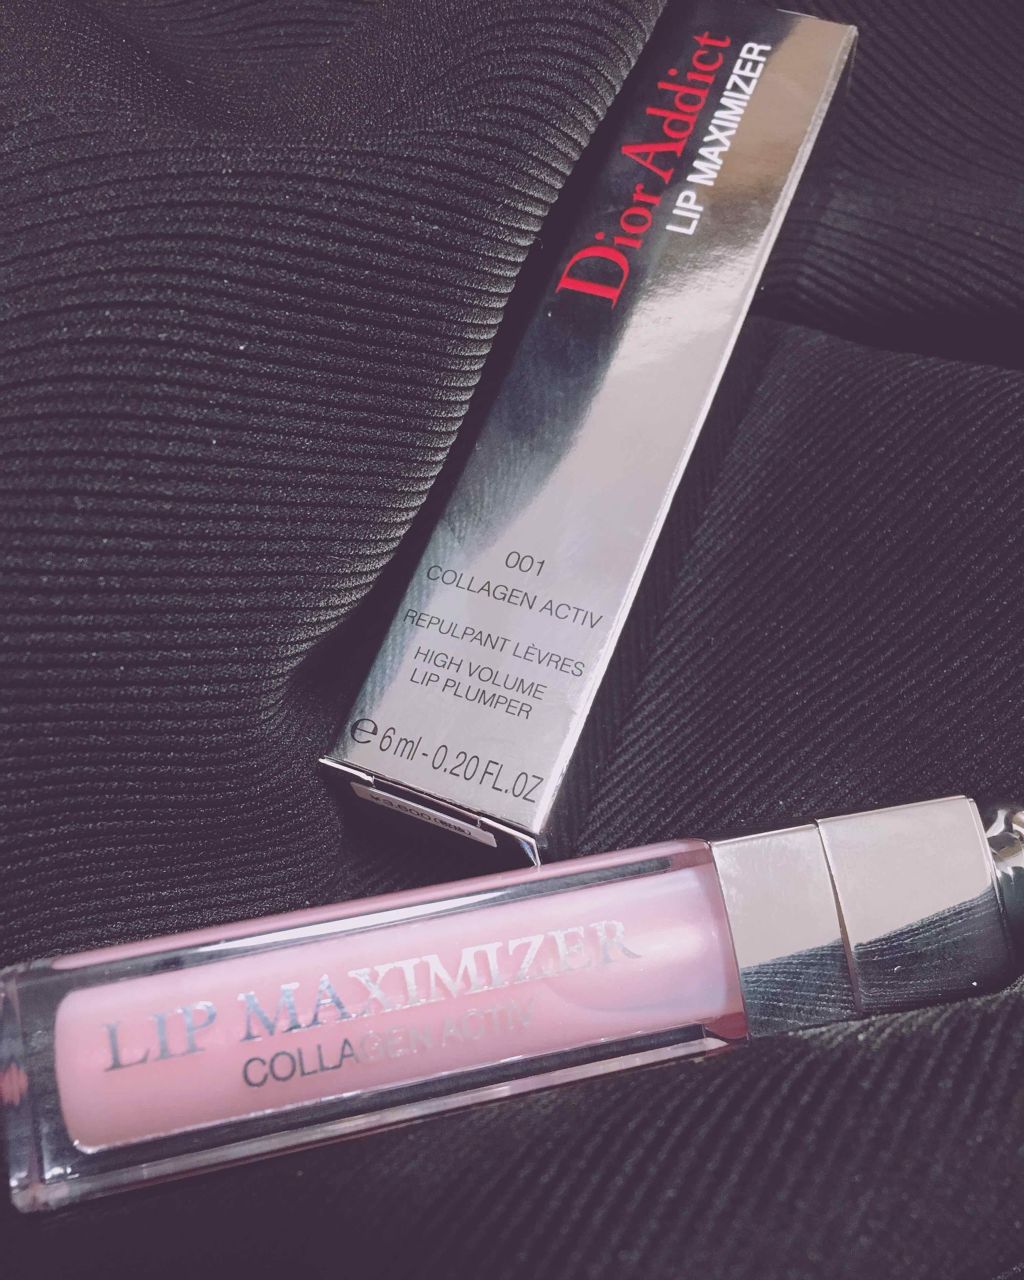 Dior Addict
LIP MAXIMIZER
001
COLLAGEN ACTIV
REPULPANT LÈVRES
HIGH VOLUME
LIP PLUMPER
e 6 ml - 0.20 FL.OZ
LIP MAXIMIZER
COLLAGEN ACTIV